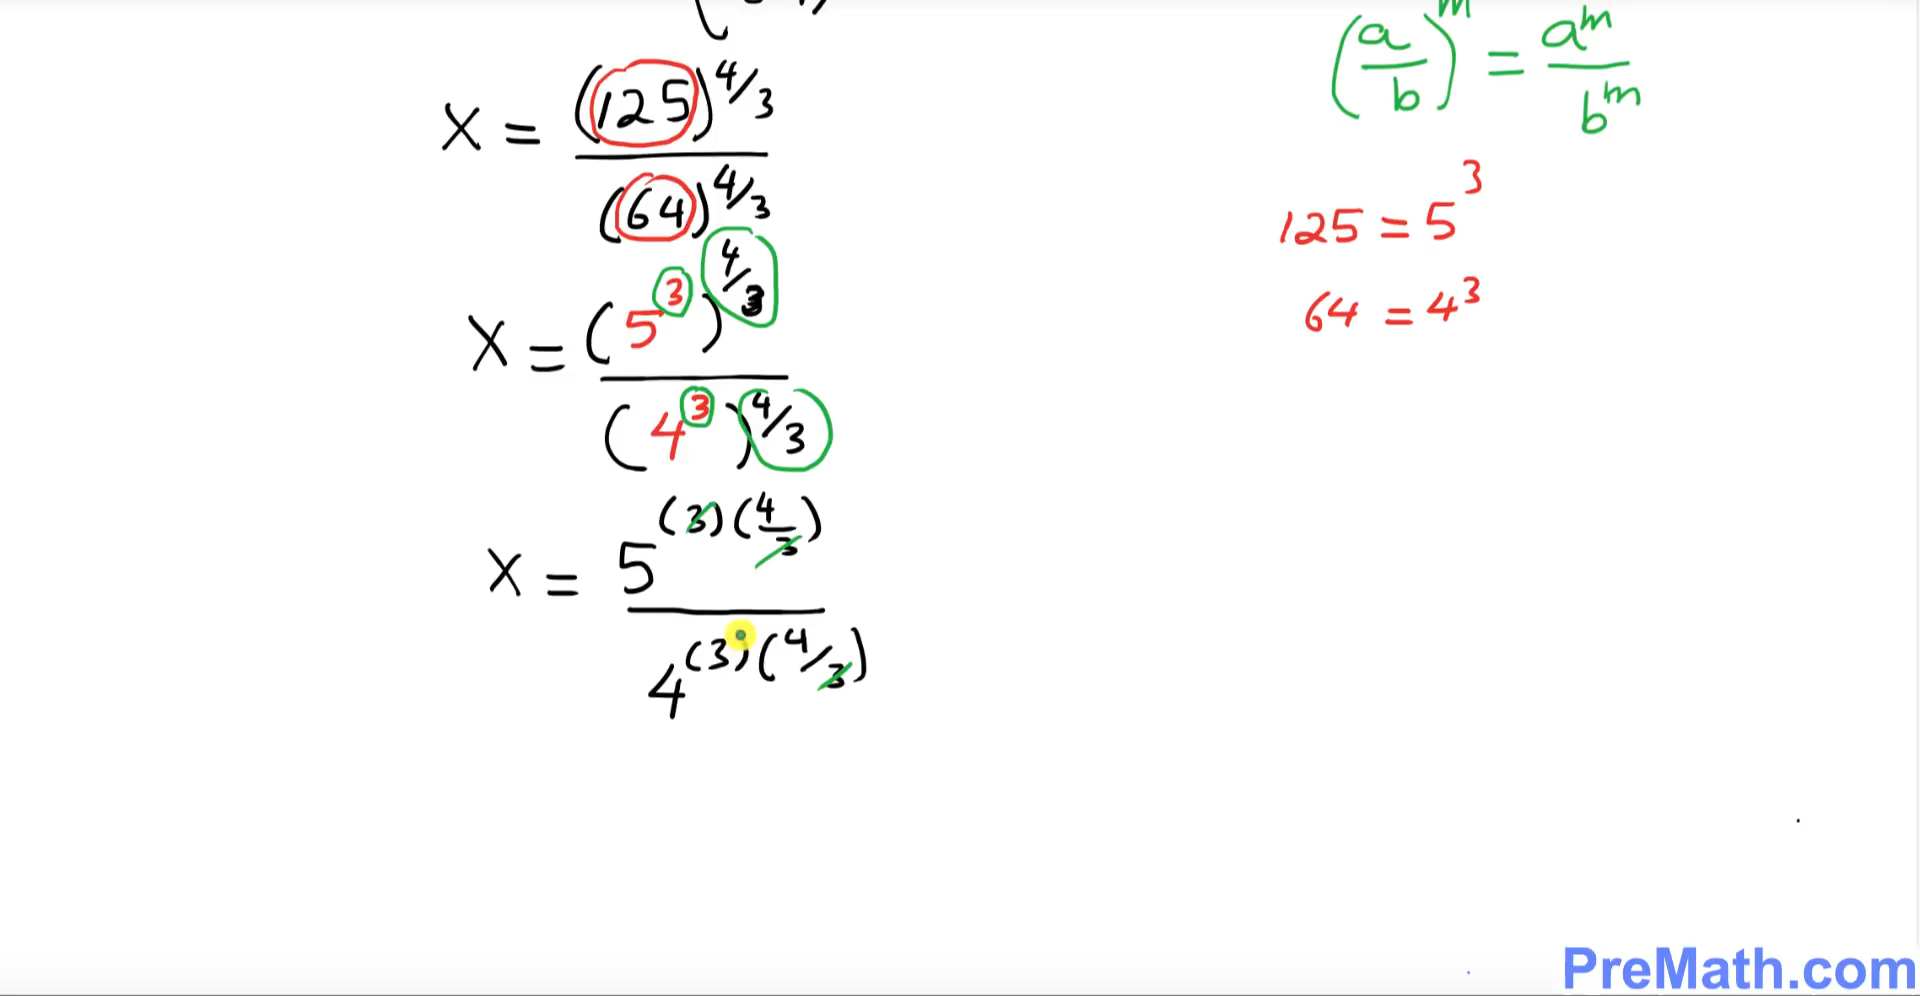 x = (125)^4/3 / (64)^4/3
x = (5^3)^4/3 / (4^3)^4/3
x = 5^(3)(4/3) / 4^(3)(4/3)
(a/b)^m = a^m / b^m
125 = 5^3
64 = 4^3
PreMath.com